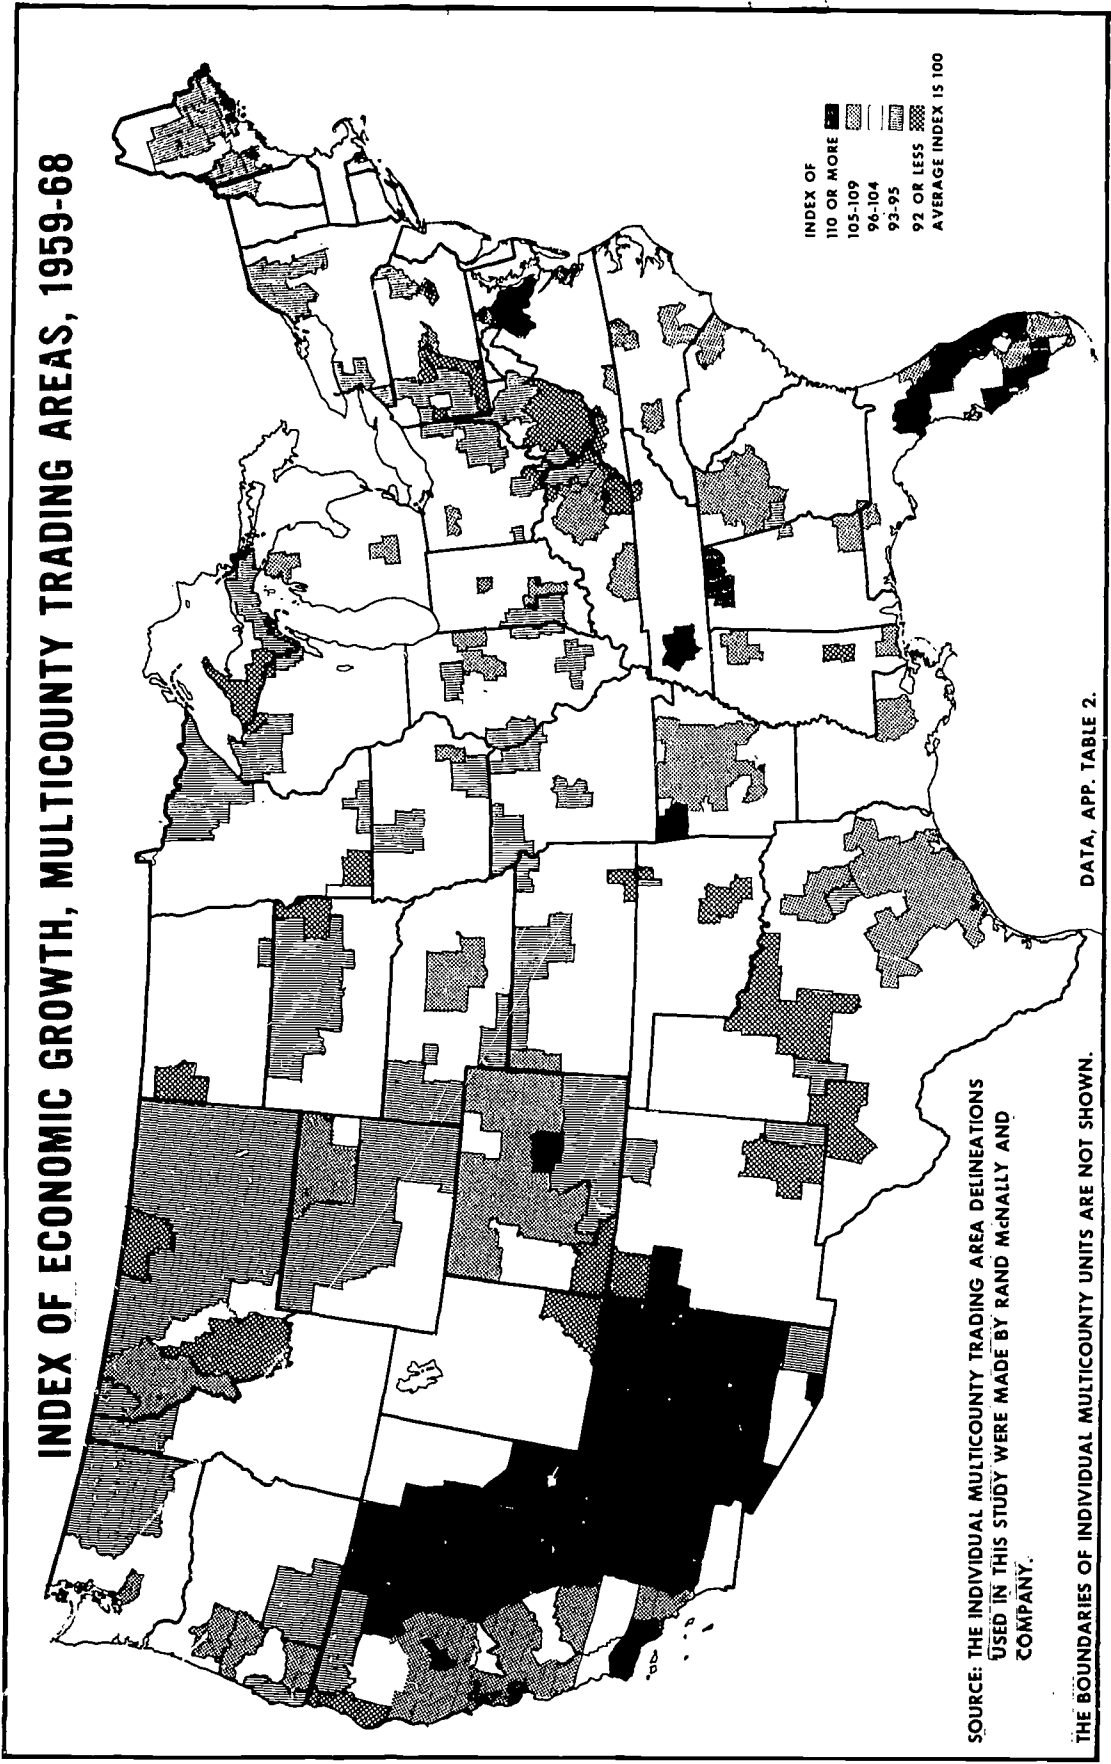 INDEX OF ECONOMIC GROWTH, MULTICOUNTY TRADING AREAS, 1959-68
INDEX OF
110 OR MORE
105-109
96-104
93-95
92 OR LESS
AVERAGE INDEX IS 100
SOURCE: THE INDIVIDUAL MULTICOUNTY TRADING AREA DELINEATIONS
USED IN THIS STUDY WERE MADE BY RAND McNALLY AND
COMPANY.
DATA, APP. TABLE 2.
THE BOUNDARIES OF INDIVIDUAL MULTICOUNTY UNITS ARE NOT SHOWN.